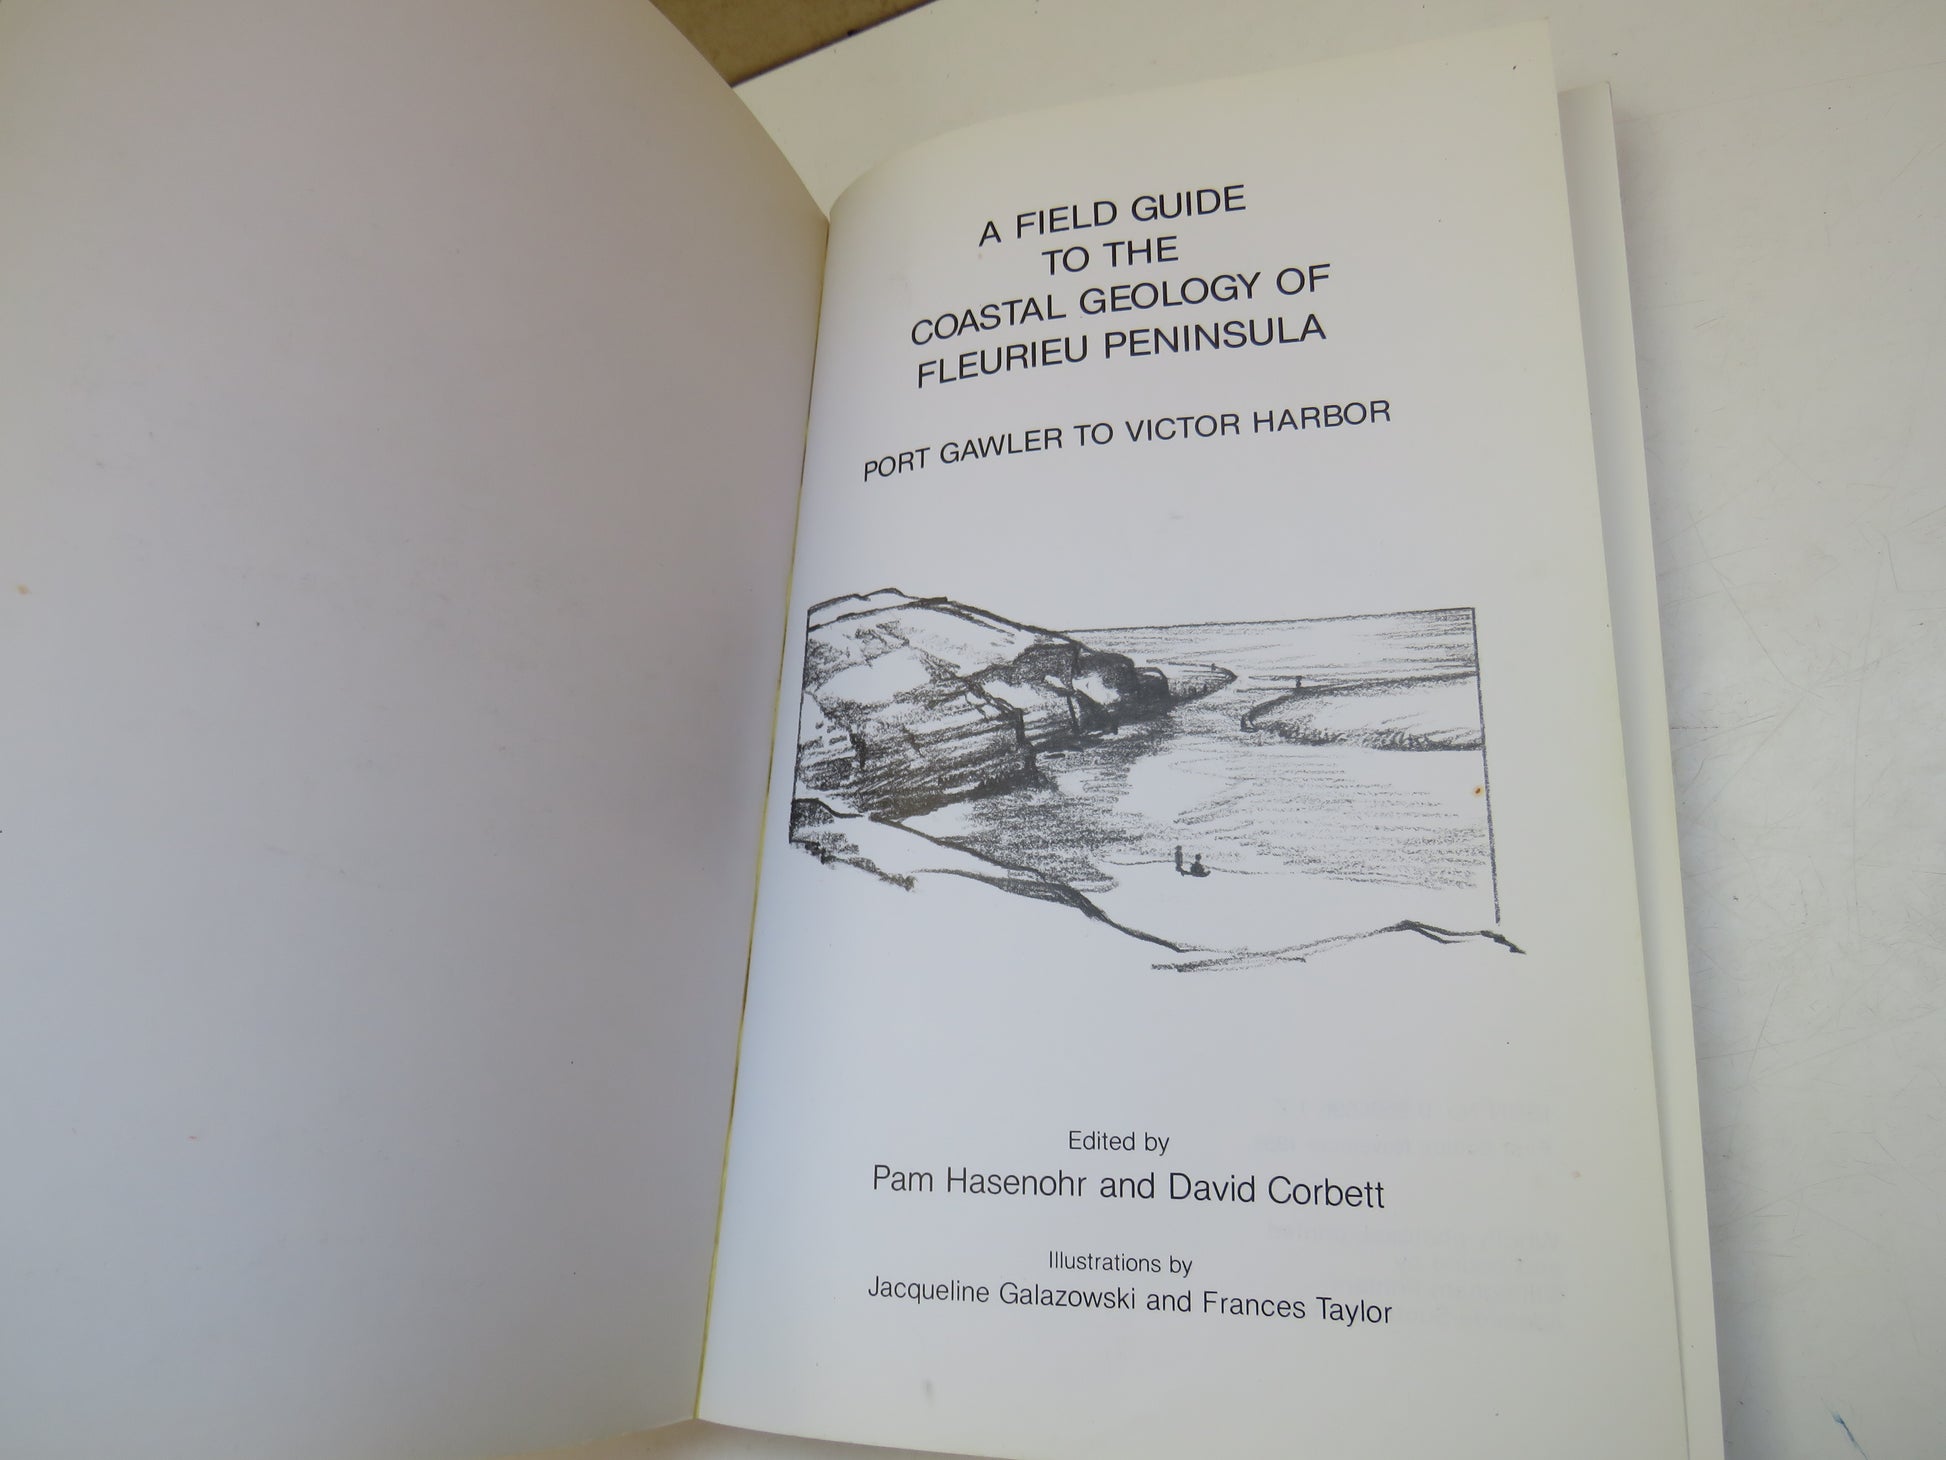 A FIELD GUIDE
TO THE
COASTAL GEOLOGY OF
FLEURIEU PENINSULA
PORT GAWLER TO VICTOR HARBOR
Edited by
Pam Hasenohr and David Corbett
Illustrations by
Jacqueline Galazowski and Frances Taylor